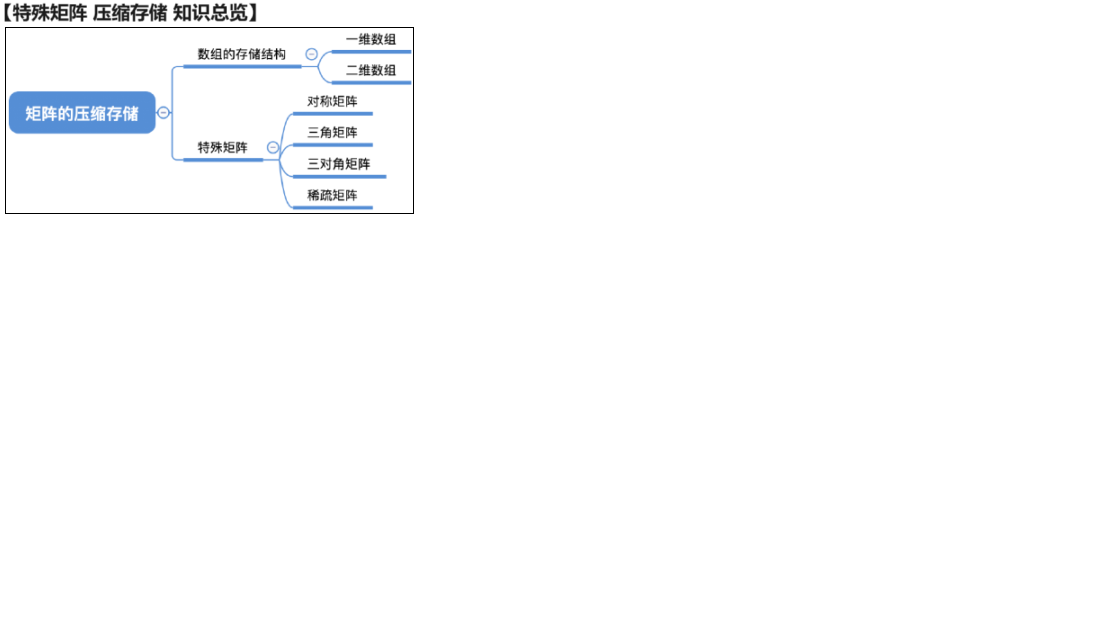 【特殊矩阵 压缩存储 知识总览】
矩阵的压缩存储
数组的存储结构
一维数组
二维数组
特殊矩阵
对称矩阵
三角矩阵
三对角矩阵
稀疏矩阵